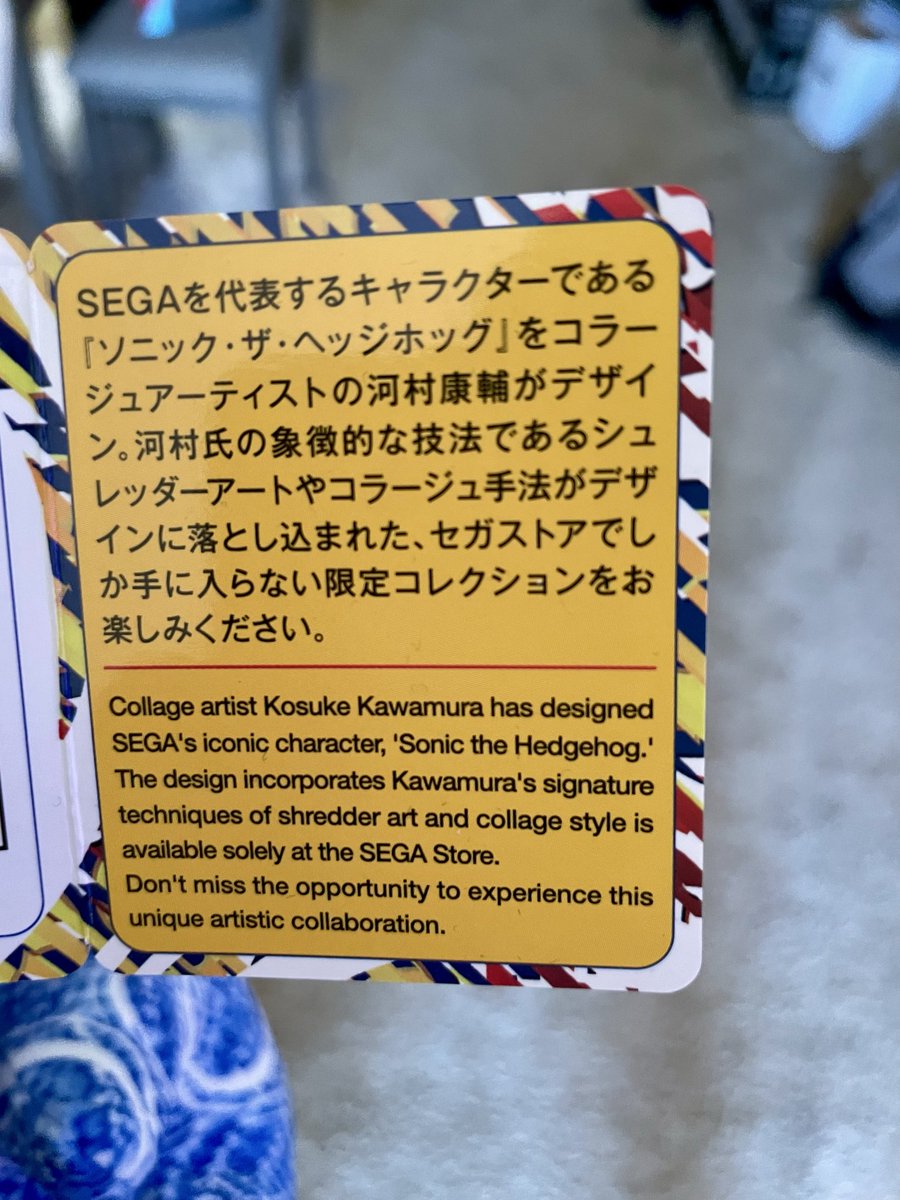 SEGAを代表するキャラクターである
『ソニック・ザ・ヘッジホッグ』をコラー
ジュアーティストの河村康輔がデザイ
ン。河村氏の象徴的な技法であるシュ
レッダーアートやコラージュ手法がデザ
インに落とし込まれた、セガストアでし
か手に入らない限定コレクションをお
楽しみください。
Collage artist Kosuke Kawamura has designed
SEGA's iconic character, 'Sonic the Hedgehog.'
The design incorporates Kawamura's signature
techniques of shredder art and collage style is
available solely at the SEGA Store.
Don't miss the opportunity to experience this
unique artistic collaboration.